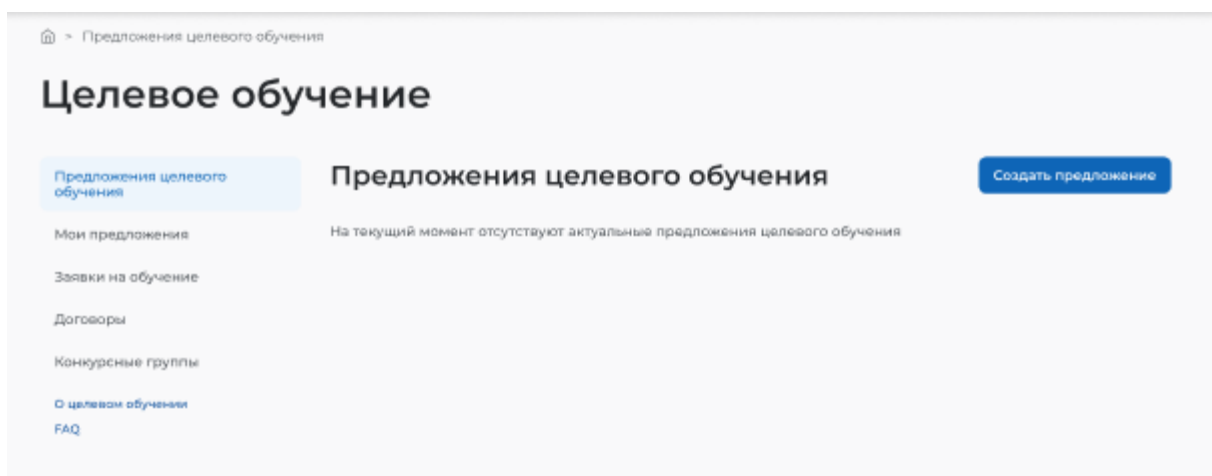 > Предложения целевого обучения
Целевое обучение
Предложения целевого
обучения
Предложения целевого обучения
Создать предложение
Мои предложения
На текущий момент отсутствуют актуальные предложения целевого обучения
Заявки на обучение
Договоры
Конкурсные группы
О целевом обучении
FAQ